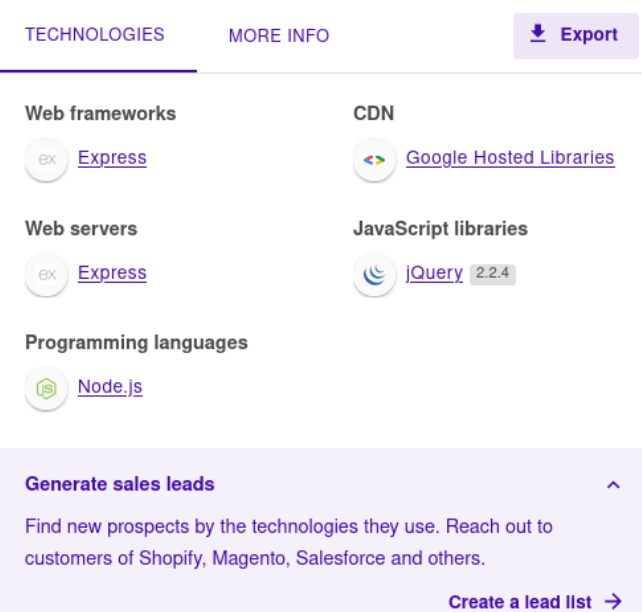 TECHNOLOGIES
MORE INFO
Export
Web frameworks
ex
Express
CDN
Google Hosted Libraries
Web servers
ex
Express
JavaScript libraries
jQuery 2.2.4
Programming languages
JS
Node.js
Generate sales leads
Find new prospects by the technologies they use. Reach out to
customers of Shopify, Magento, Salesforce and others.
Create a lead list